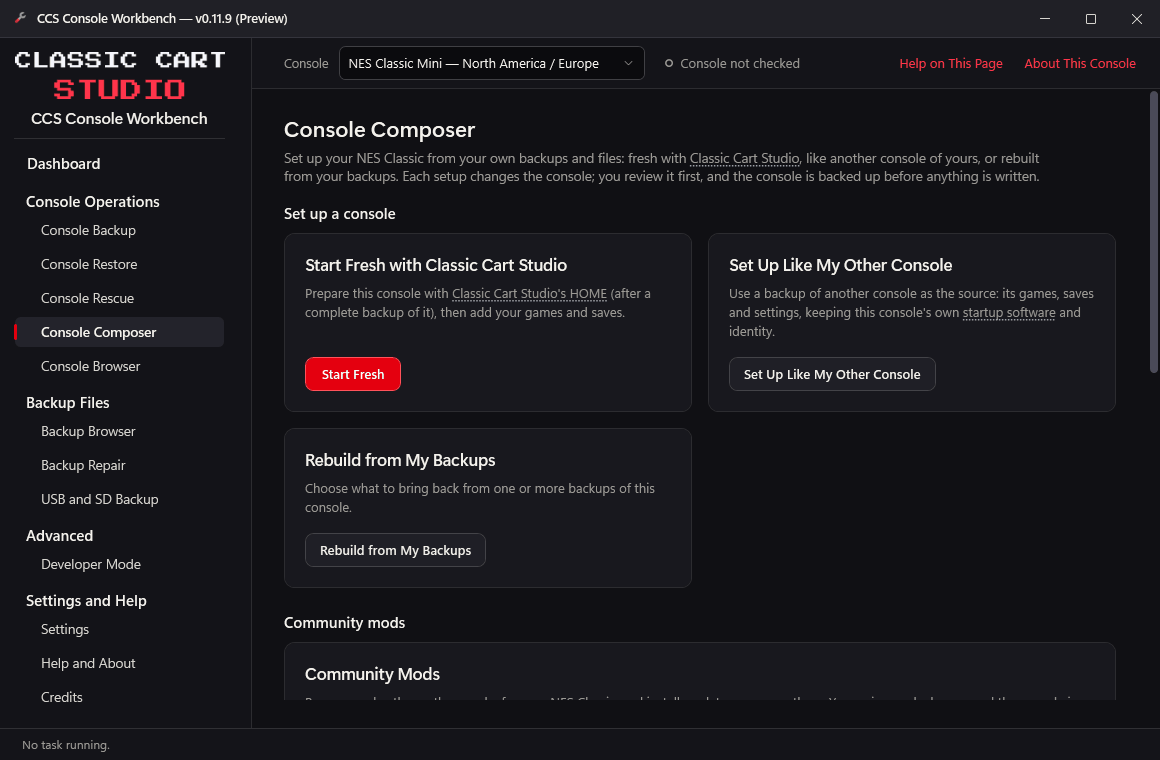 CCS Console Workbench — v0.11.9 (Preview)
CLASSIC CART
STUDIO
CCS Console Workbench
Dashboard
Console Operations
Console Backup
Console Restore
Console Rescue
Console Composer
Console Browser
Backup Files
Backup Browser
Backup Repair
USB and SD Backup
Advanced
Developer Mode
Settings and Help
Settings
Help and About
Credits
Console
NES Classic Mini — North America / Europe
Console not checked
Help on This Page
About This Console
Console Composer
Set up your NES Classic from your own backups and files: fresh with Classic Cart Studio, like another console of yours, or rebuilt
from your backups. Each setup changes the console; you review it first, and the console is backed up before anything is written.
Set up a console
Start Fresh with Classic Cart Studio
Prepare this console with Classic Cart Studio's HOME (after a
complete backup of it), then add your games and saves.
Start Fresh
Set Up Like My Other Console
Use a backup of another console as the source: its games, saves
and settings, keeping this console's own startup software and
identity.
Set Up Like My Other Console
Rebuild from My Backups
Choose what to bring back from one or more backups of this
console.
Rebuild from My Backups
Community mods
Community Mods
No task running.